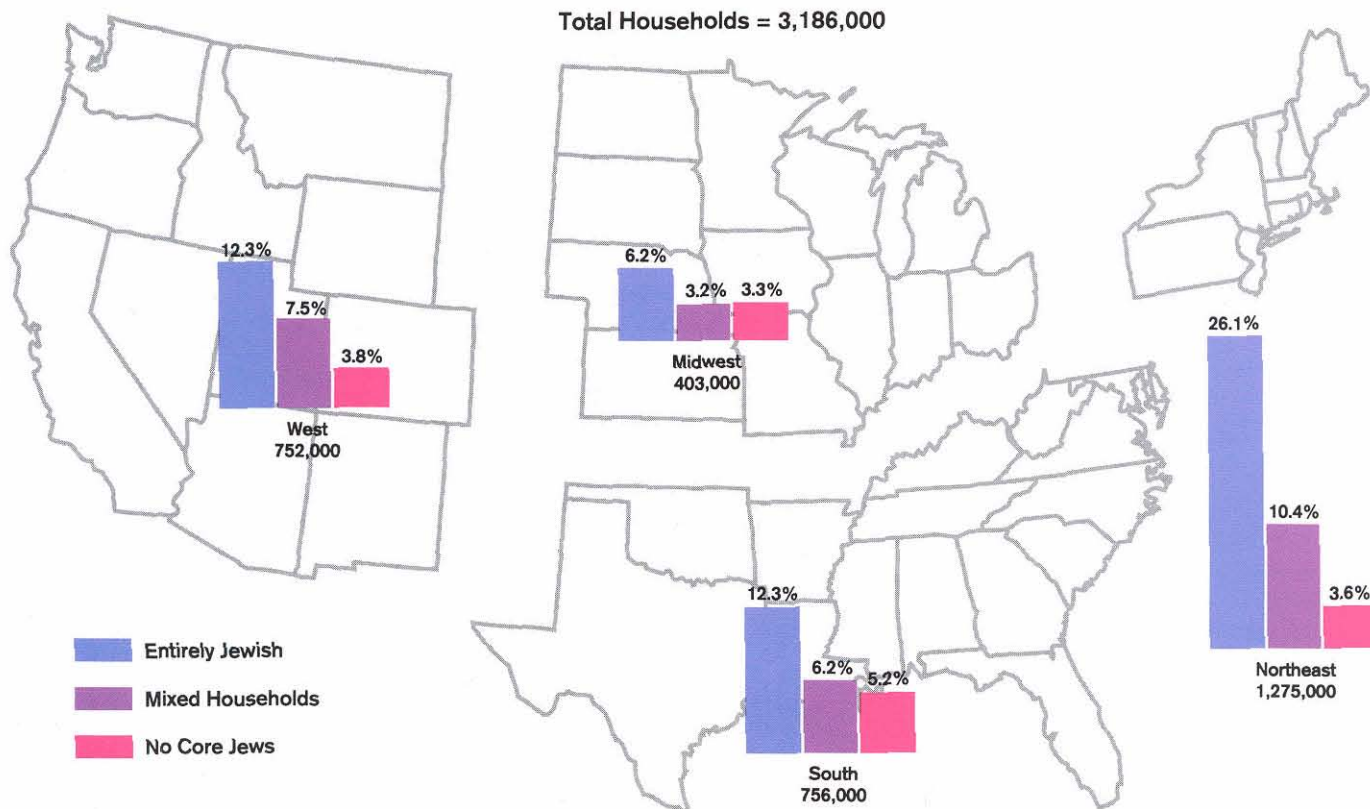 Total Households = 3,186,000
12.3%
7.5%
3.8%
West
752,000
6.2%
3.2%
3.3%
Midwest
403,000
26.1%
10.4%
3.6%
Northeast
1,275,000
12.3%
6.2%
5.2%
South
756,000
Entirely Jewish
Mixed Households
No Core Jews